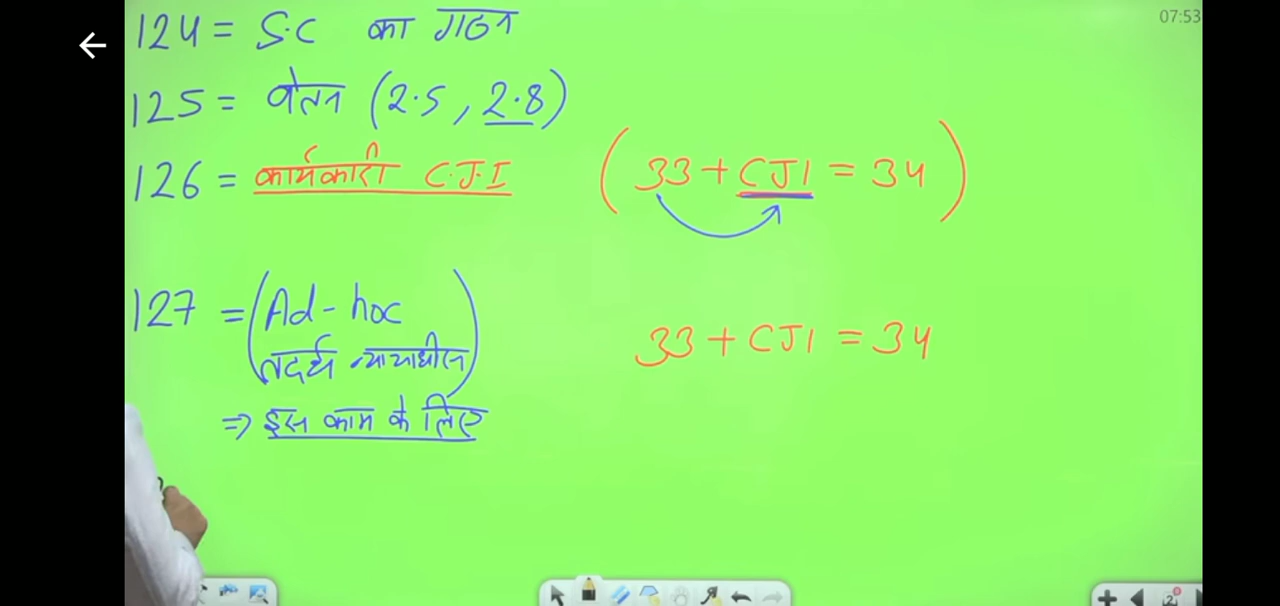 07:53
124 = S.C का गठन
125 = वेतन (2.5, 2.8)
126 = कार्यकारी C.J.I (33 + CJI = 34)
127 = (Ad-hoc
तदर्थ न्यायाधीश)
33 + CJI = 34
⇒ इस काम के लिए